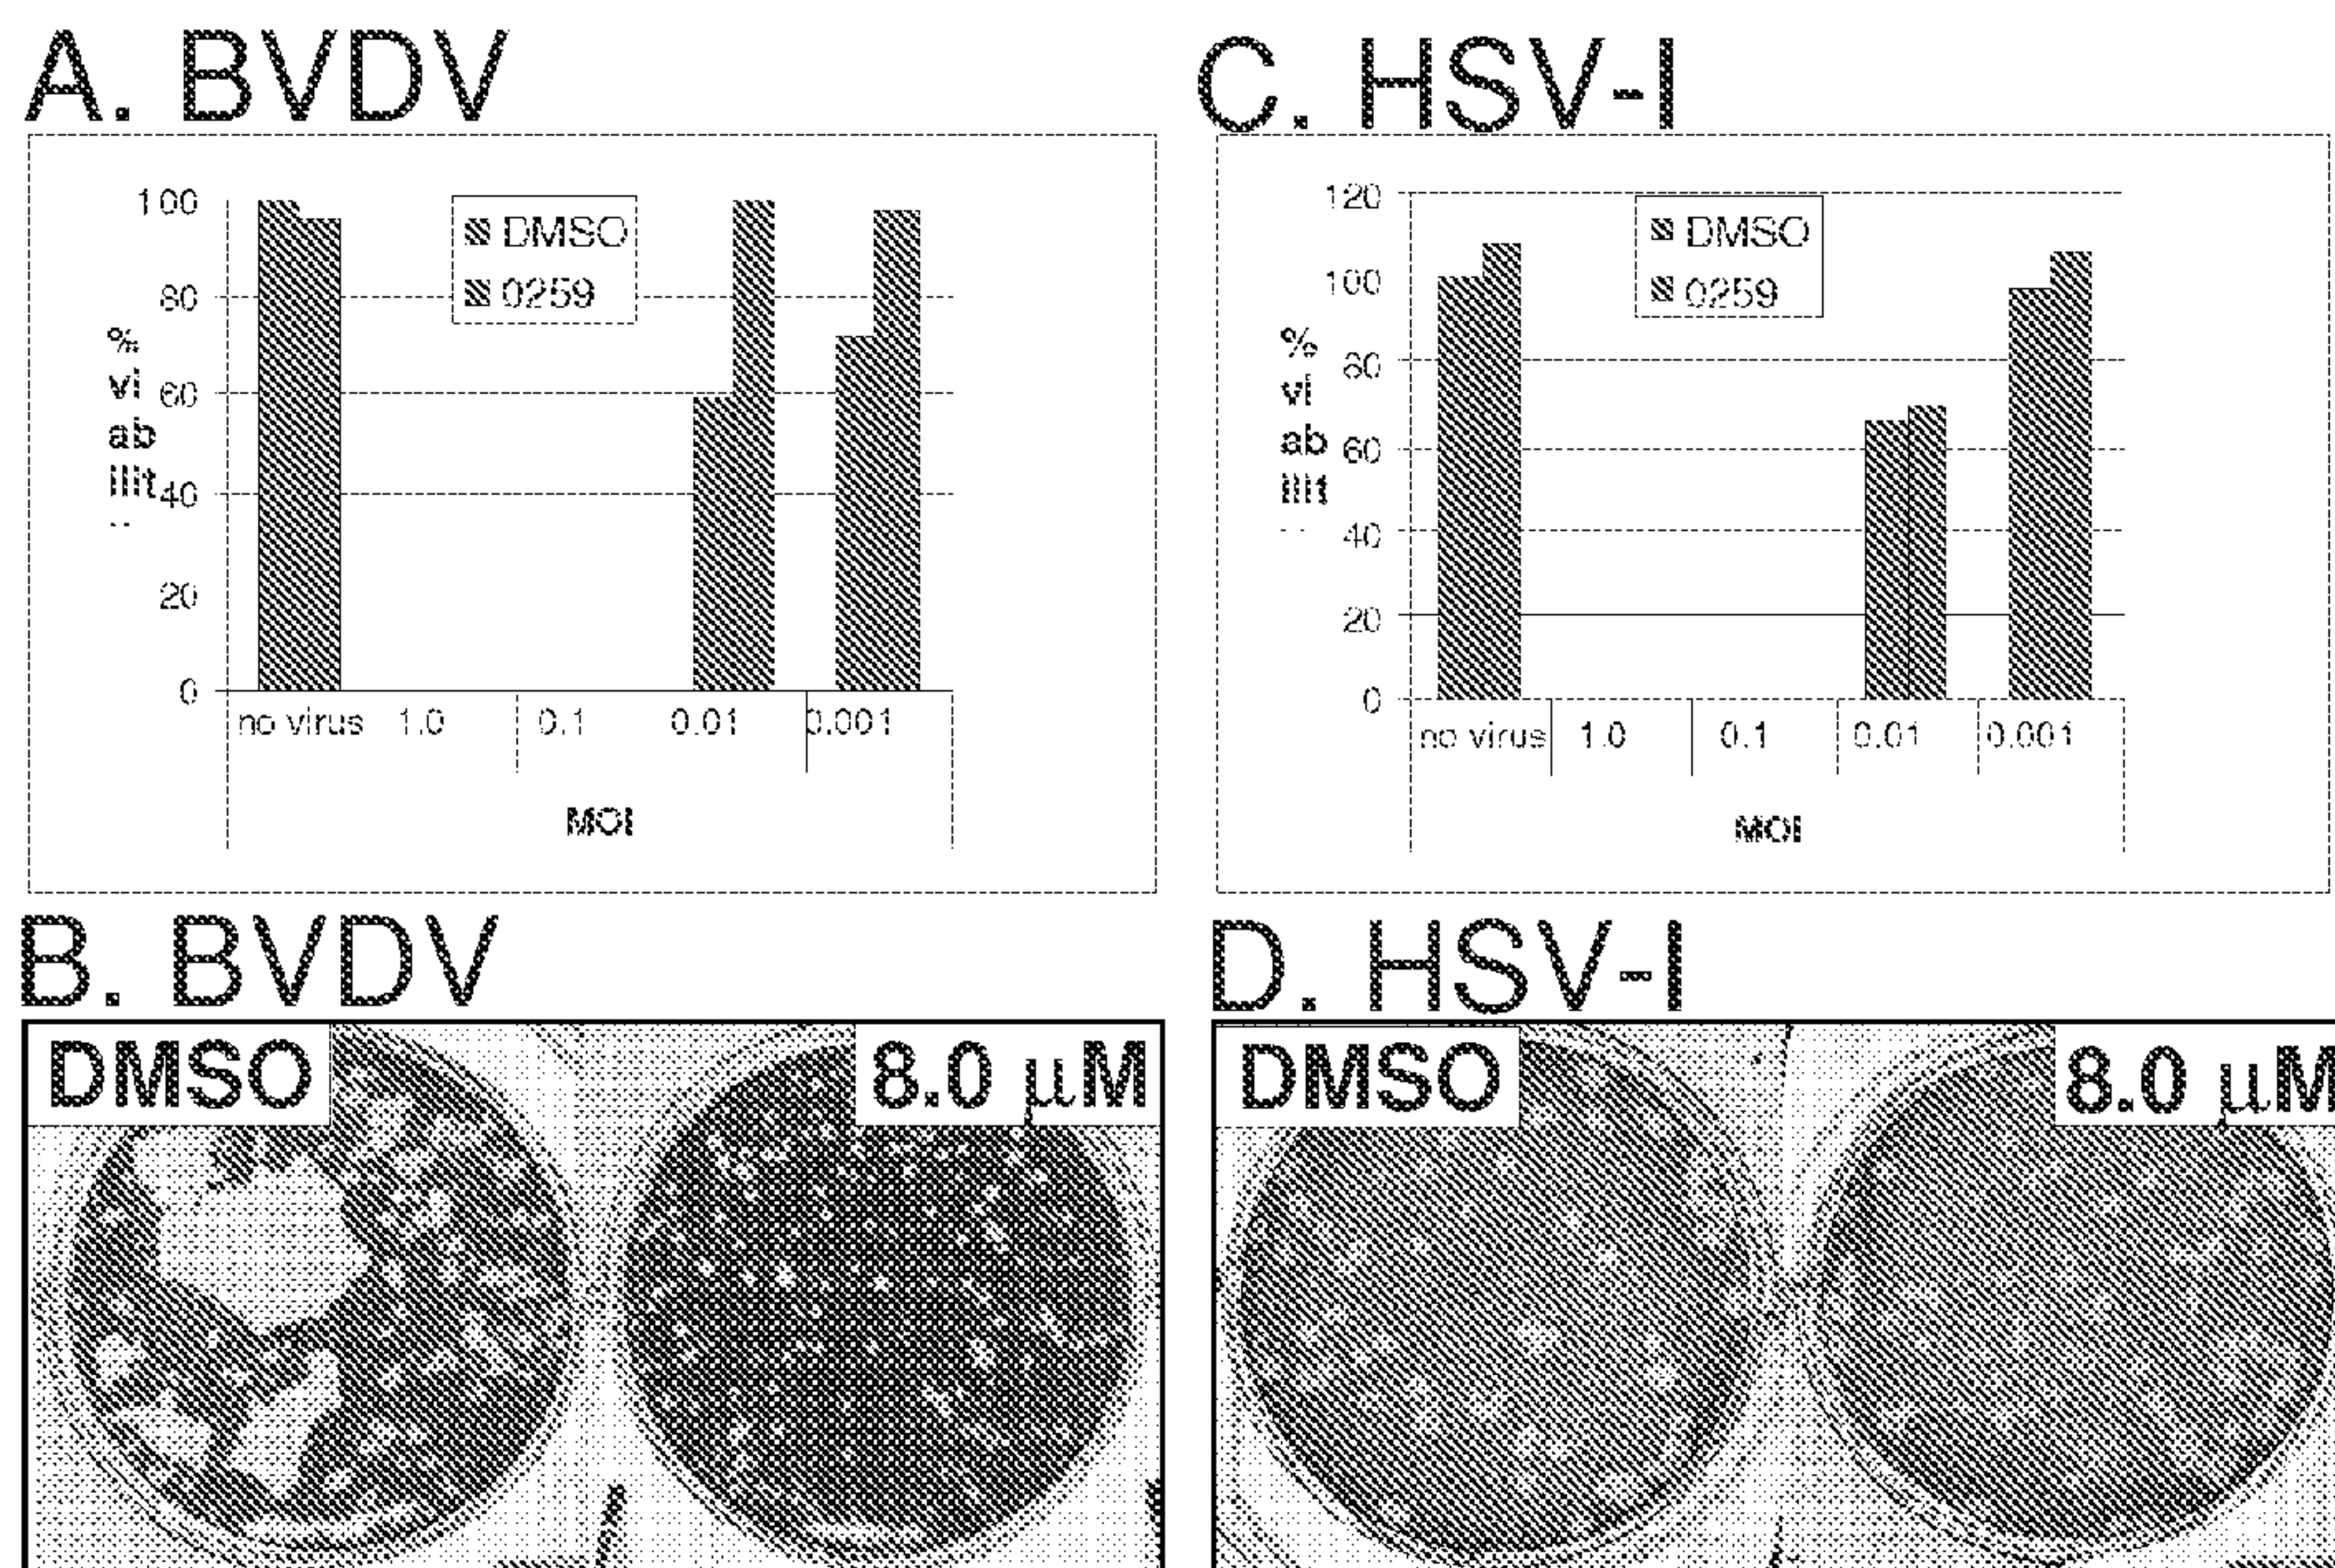 A. BVDV
100
80
60
40
20
0
%
vi
ab
ilit
DMSO
0259
no virus 1.0 0.1 0.01 0.001
MOI
C. HSV-I
120
100
80
60
40
20
0
%
vi
ab
ilit
DMSO
0259
no virus 1.0 0.1 0.01 0.001
MOI
B. BVDV
DMSO 8.0 µM
D. HSV-I
DMSO 8.0 µM